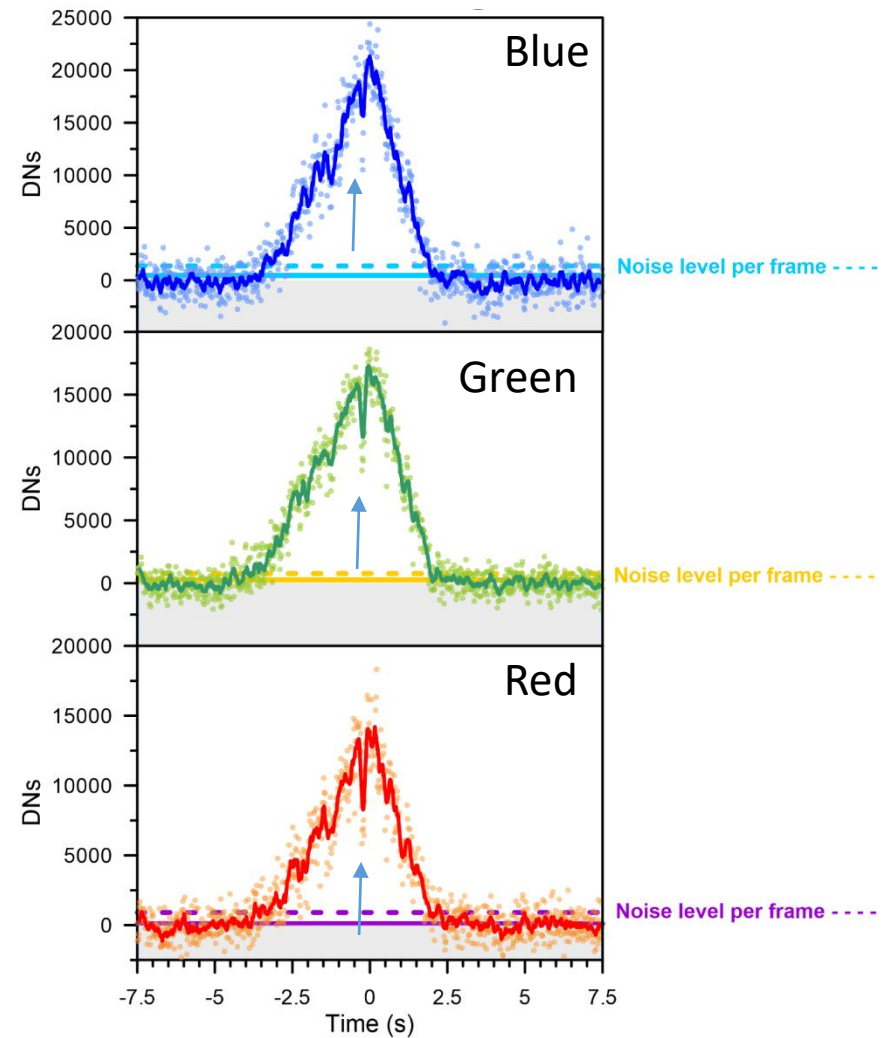 Blue
25000
20000
15000
10000
5000
0
DNs
Noise level per frame - - - -
Green
20000
15000
10000
5000
0
DNs
Noise level per frame - - - -
Red
20000
15000
10000
5000
0
DNs
Noise level per frame - - - -
-7.5 -5 -2.5 0 2.5 5 7.5
Time (s)